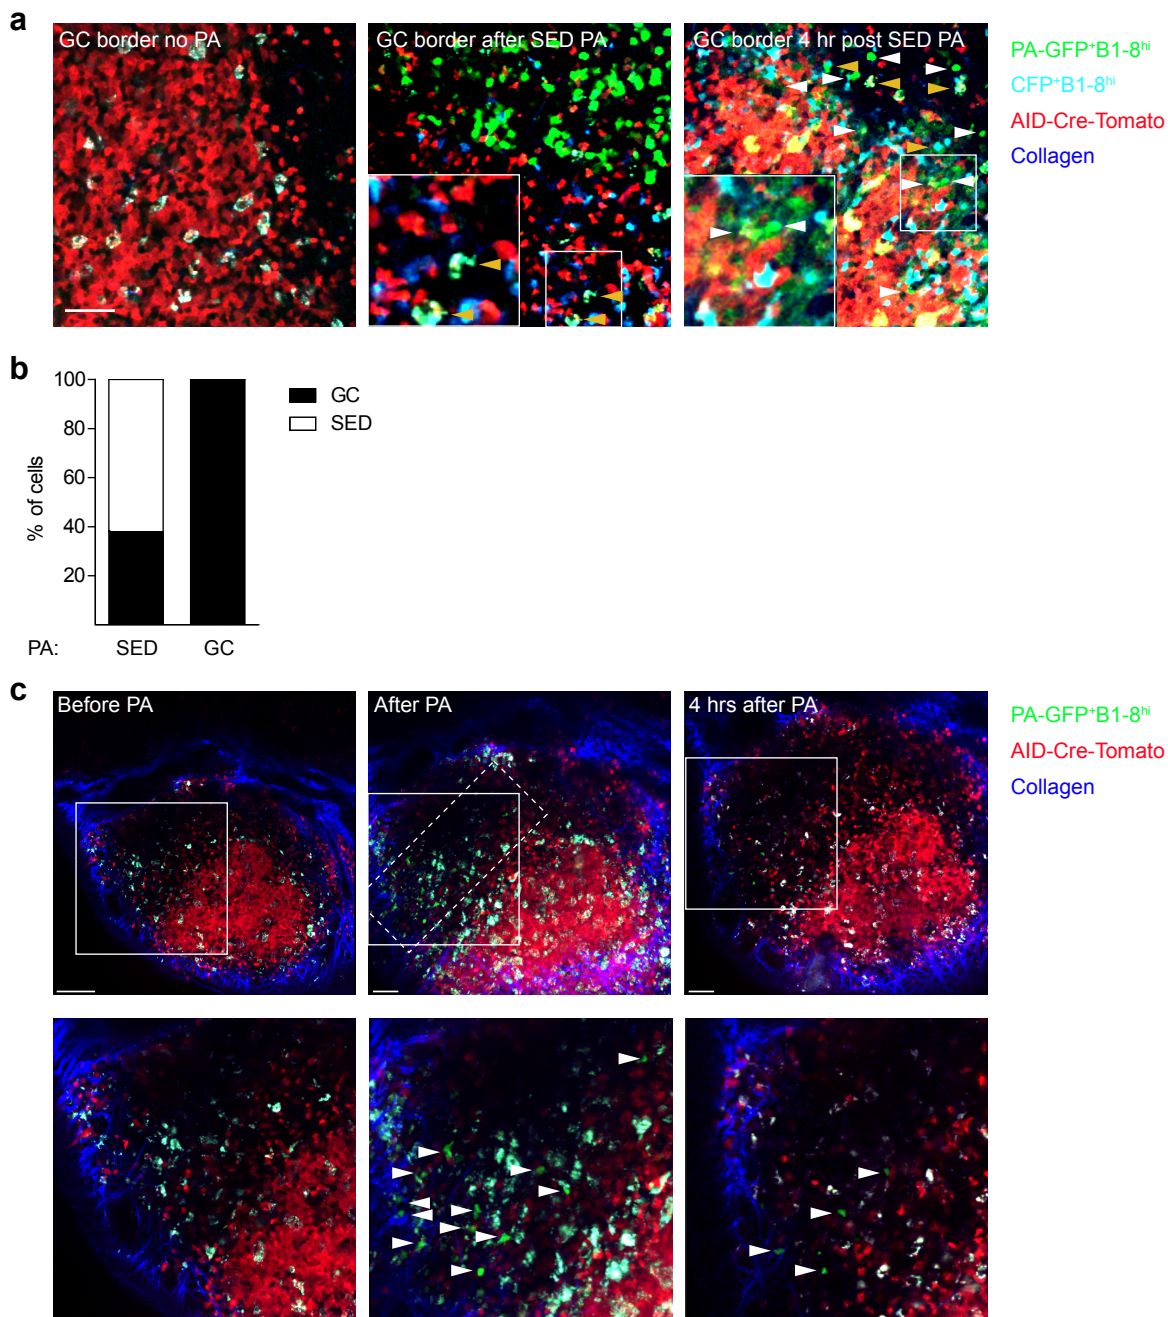 a
GC border no PA
GC border after SED PA
GC border 4 hr post SED PA
PA-GFP⁺B1-8ʰⁱ
CFP⁺B1-8ʰⁱ
AID-Cre-Tomato
Collagen
b
100
80
60
40
20
% of cells
GC
SED
PA:
SED
GC
c
Before PA
After PA
4 hrs after PA
PA-GFP⁺B1-8ʰⁱ
AID-Cre-Tomato
Collagen